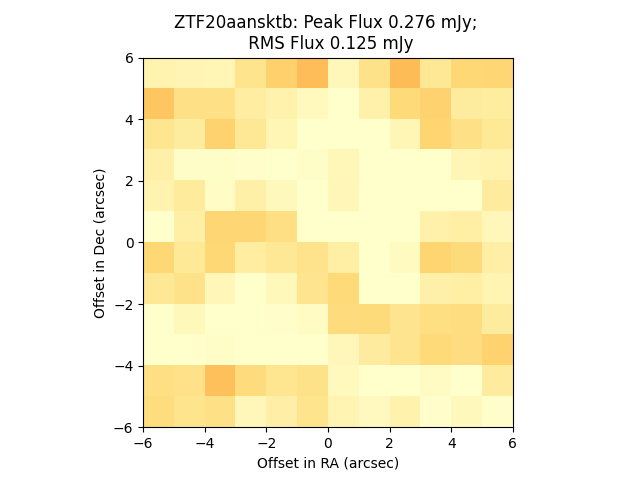 ZTF20aansktb: Peak Flux 0.276 mJy;
RMS Flux 0.125 mJy
6
4
2
0
−2
−4
−6
Offset in Dec (arcsec)
−6 −4 −2 0 2 4 6
Offset in RA (arcsec)